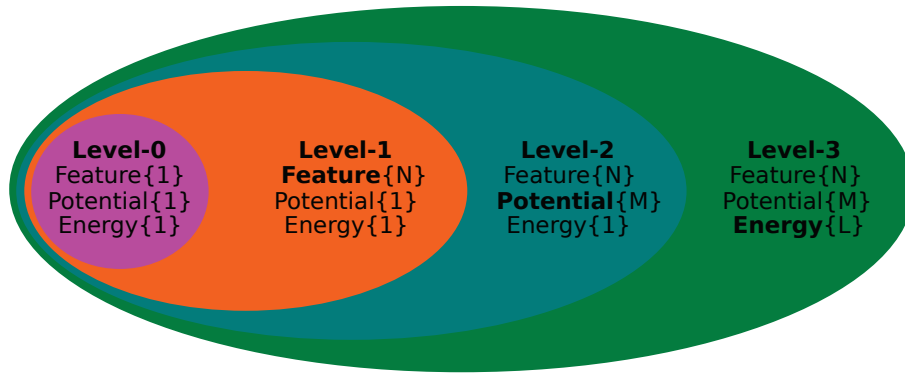 Level-0
Feature{1}
Potential{1}
Energy{1}
Level-1
Feature{N}
Potential{1}
Energy{1}
Level-2
Feature{N}
Potential{M}
Energy{1}
Level-3
Feature{N}
Potential{M}
Energy{L}